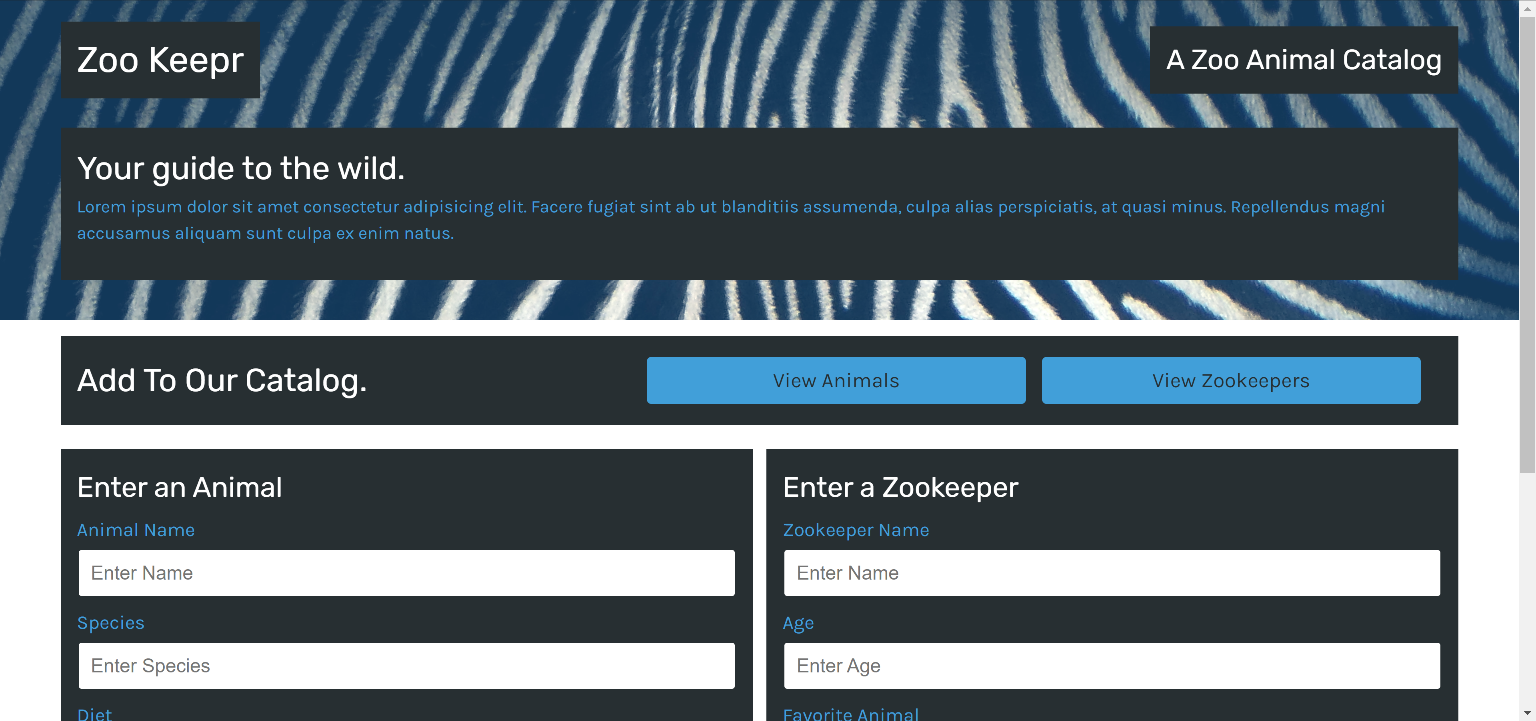 Zoo Keepr
A Zoo Animal Catalog
Your guide to the wild.
Lorem ipsum dolor sit amet consectetur adipisicing elit. Facere fugiat sint ab ut blanditiis assumenda, culpa alias perspiciatis, at quasi minus. Repellendus magni
accusamus aliquam sunt culpa ex enim natus.
Add To Our Catalog.
View Animals
View Zookeepers
Enter an Animal
Animal Name
Enter Name
Species
Enter Species
Diet
Enter a Zookeeper
Zookeeper Name
Enter Name
Age
Enter Age
Favorite Animal